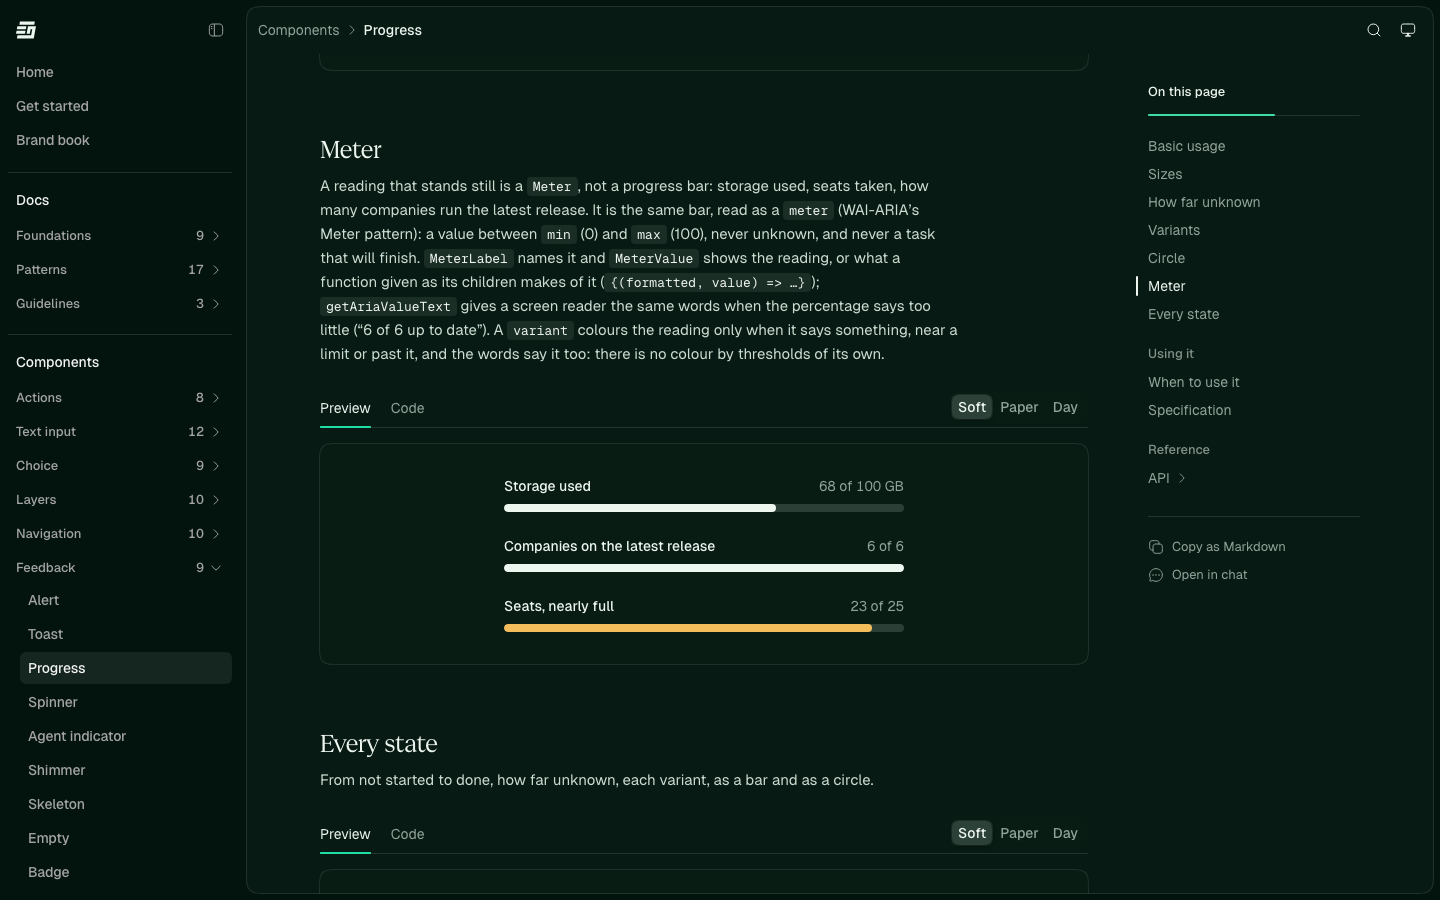 Home
Get started
Brand book
Docs
Foundations 9
Patterns 17
Guidelines 3
Components
Actions 8
Text input 12
Choice 9
Layers 10
Navigation 10
Feedback 9
Alert
Toast
Progress
Spinner
Agent indicator
Shimmer
Skeleton
Empty
Badge
Components > Progress
Meter
A reading that stands still is a Meter, not a progress bar: storage used, seats taken, how
many companies run the latest release. It is the same bar, read as a meter (WAI-ARIA’s
Meter pattern): a value between min (0) and max (100), never unknown, and never a task
that will finish. MeterLabel names it and MeterValue shows the reading, or what a
function given as its children makes of it ( {(formatted, value) => …} );
getAriaValueText gives a screen reader the same words when the percentage says too
little (“6 of 6 up to date”). A variant colours the reading only when it says something, near a
limit or past it, and the words say it too: there is no colour by thresholds of its own.
Preview Code Soft Paper Day
Storage used 68 of 100 GB
Companies on the latest release 6 of 6
Seats, nearly full 23 of 25
Every state
From not started to done, how far unknown, each variant, as a bar and as a circle.
Preview Code Soft Paper Day
On this page
Basic usage
Sizes
How far unknown
Variants
Circle
Meter
Every state
Using it
When to use it
Specification
Reference
API
Copy as Markdown
Open in chat